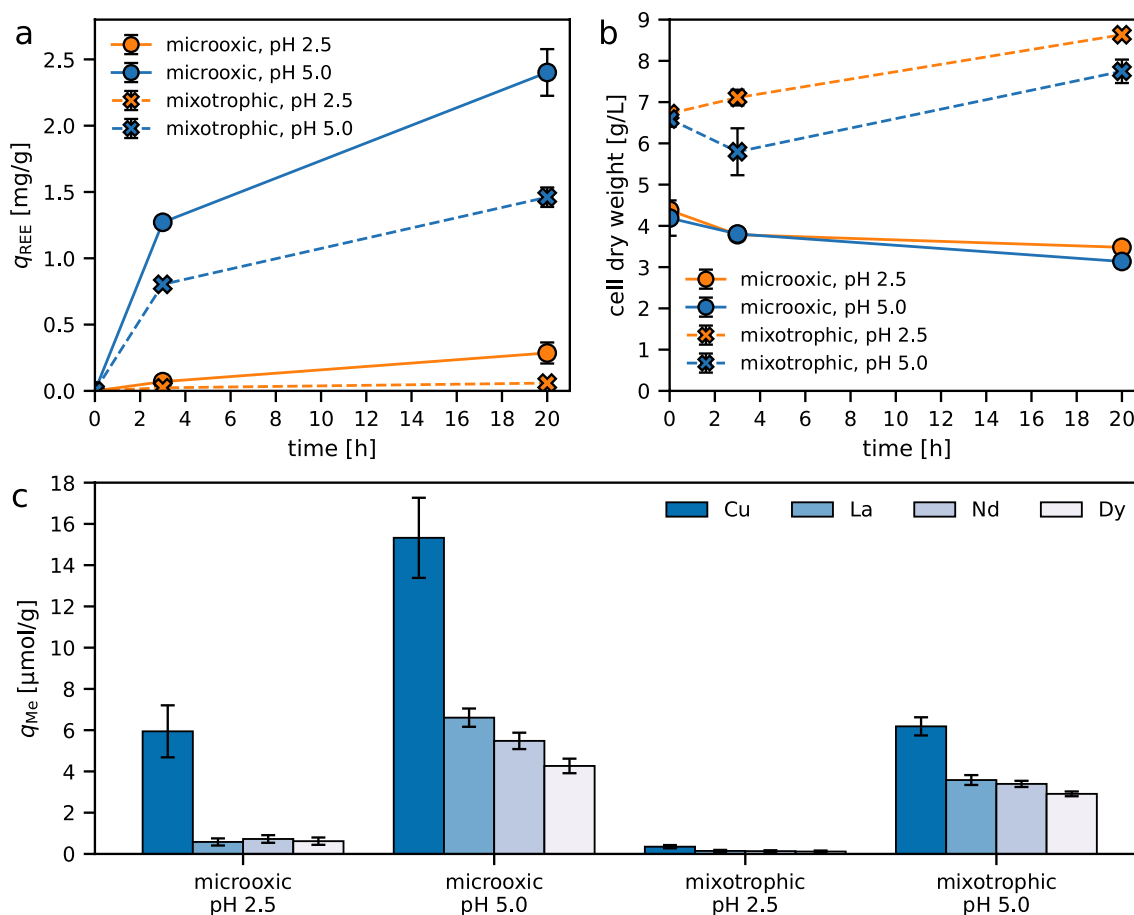 a
microoxic, pH 2.5
microoxic, pH 5.0
mixotrophic, pH 2.5
mixotrophic, pH 5.0
2.5
2.0
1.5
1.0
0.5
0.0
qREE [mg/g]
0 2 4 6 8 10 12 14 16 18 20
time [h]
b
9
8
7
6
5
4
3
2
1
0
cell dry weight [g/L]
microoxic, pH 2.5
microoxic, pH 5.0
mixotrophic, pH 2.5
mixotrophic, pH 5.0
0 2 4 6 8 10 12 14 16 18 20
time [h]
c
18
16
14
12
10
8
6
4
2
0
qMe [µmol/g]
Cu La Nd Dy
microoxic
pH 2.5
microoxic
pH 5.0
mixotrophic
pH 2.5
mixotrophic
pH 5.0